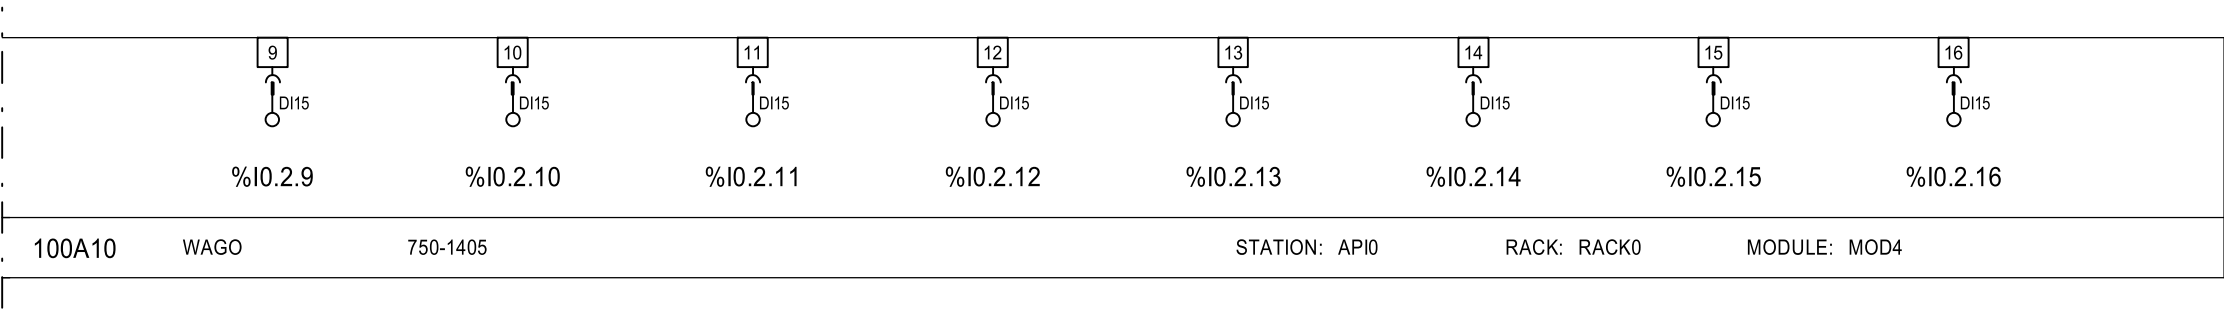 9 10 11 12 13 14 15 16
DI15 DI15 DI15 DI15 DI15 DI15 DI15 DI15
%I0.2.9 %I0.2.10 %I0.2.11 %I0.2.12 %I0.2.13 %I0.2.14 %I0.2.15 %I0.2.16
100A10 WAGO 750-1405 STATION: API0 RACK: RACK0 MODULE: MOD4